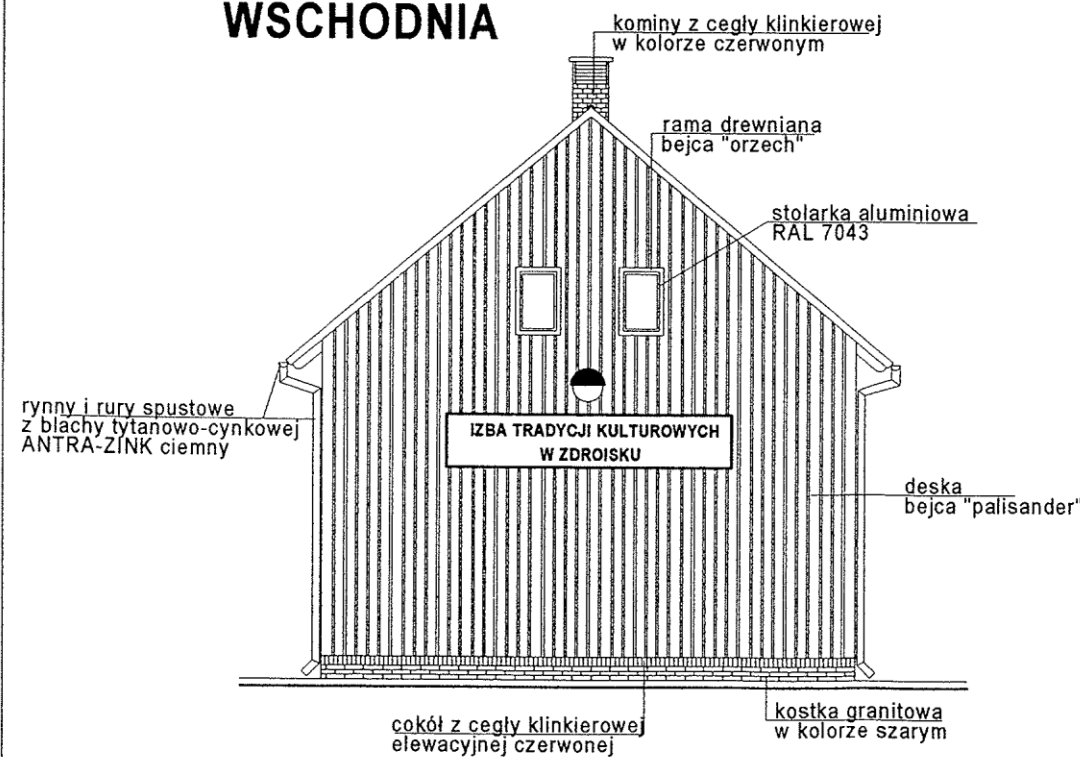 WSCHODNIA
kominy z cegły klinkierowej
w kolorze czerwonym
rama drewniana
bejca "orzech"
stolarka aluminiowa
RAL 7043
rynny i rury spustowe
z blachy tytanowo-cynkowej
ANTRA-ZINK ciemny
IZBA TRADYCJI KULTUROWYCH
W ZDROISKU
deska
bejca "palisander"
cokół z cegły klinkierowej
elewacyjnej czerwonej
kostka granitowa
w kolorze szarym